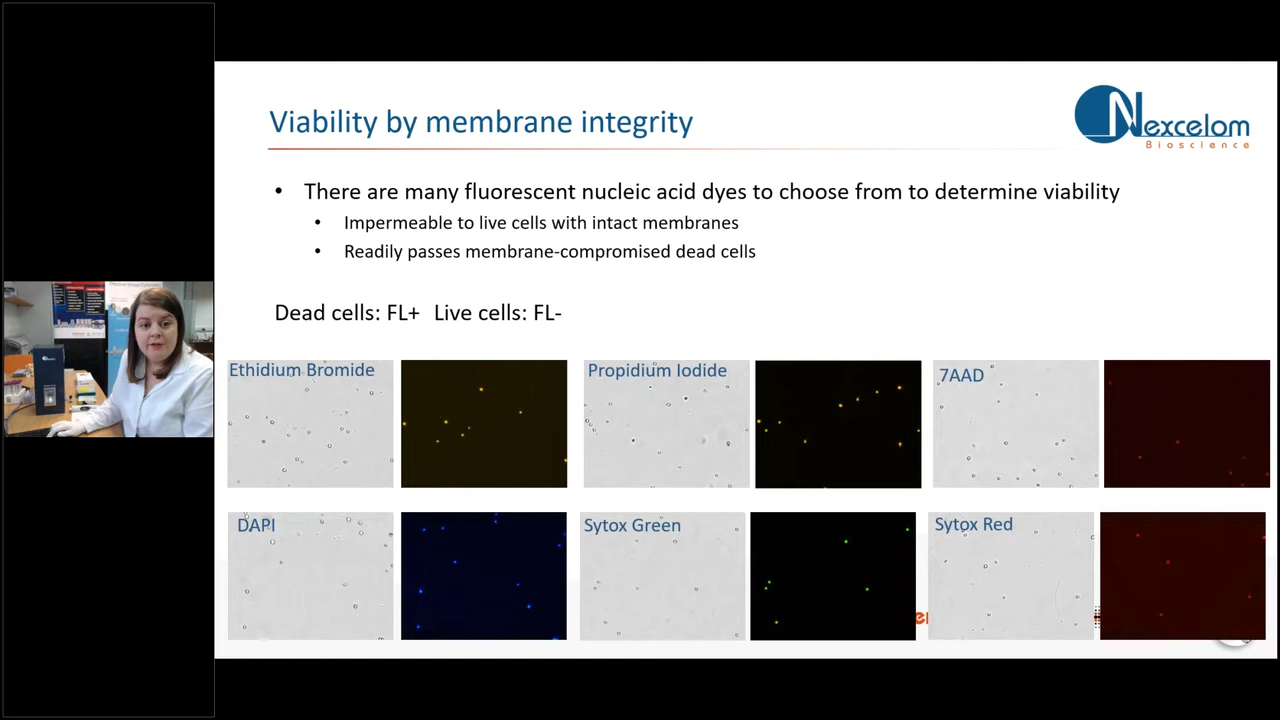 Viability by membrane integrity
Nexcelom
Bioscience
• There are many fluorescent nucleic acid dyes to choose from to determine viability
• Impermeable to live cells with intact membranes
• Readily passes membrane-compromised dead cells
Dead cells: FL+ Live cells: FL-
Ethidium Bromide
Propidium Iodide
7AAD
DAPI
Sytox Green
Sytox Red